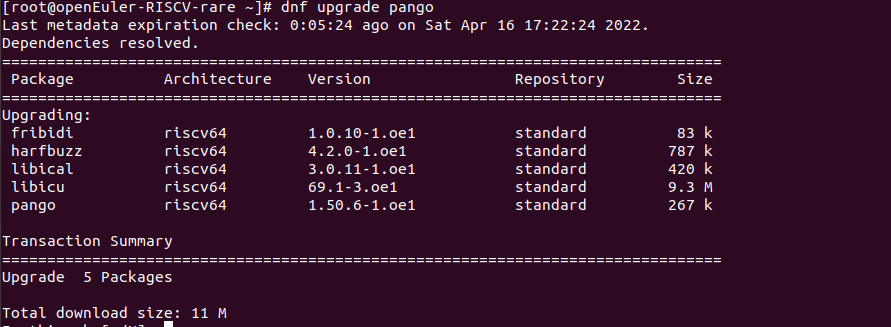 [root@openEuler-RISCV-rare ~]# dnf upgrade pango
Last metadata expiration check: 0:05:24 ago on Sat Apr 16 17:22:24 2022.
Dependencies resolved.
================================================================================
Package Architecture Version Repository Size
================================================================================
Upgrading:
fribidi riscv64 1.0.10-1.oe1 standard 83 k
harfbuzz riscv64 4.2.0-1.oe1 standard 787 k
libical riscv64 3.0.11-1.oe1 standard 420 k
libicu riscv64 69.1-3.oe1 standard 9.3 M
pango riscv64 1.50.6-1.oe1 standard 267 k
Transaction Summary
================================================================================
Upgrade 5 Packages
Total download size: 11 M